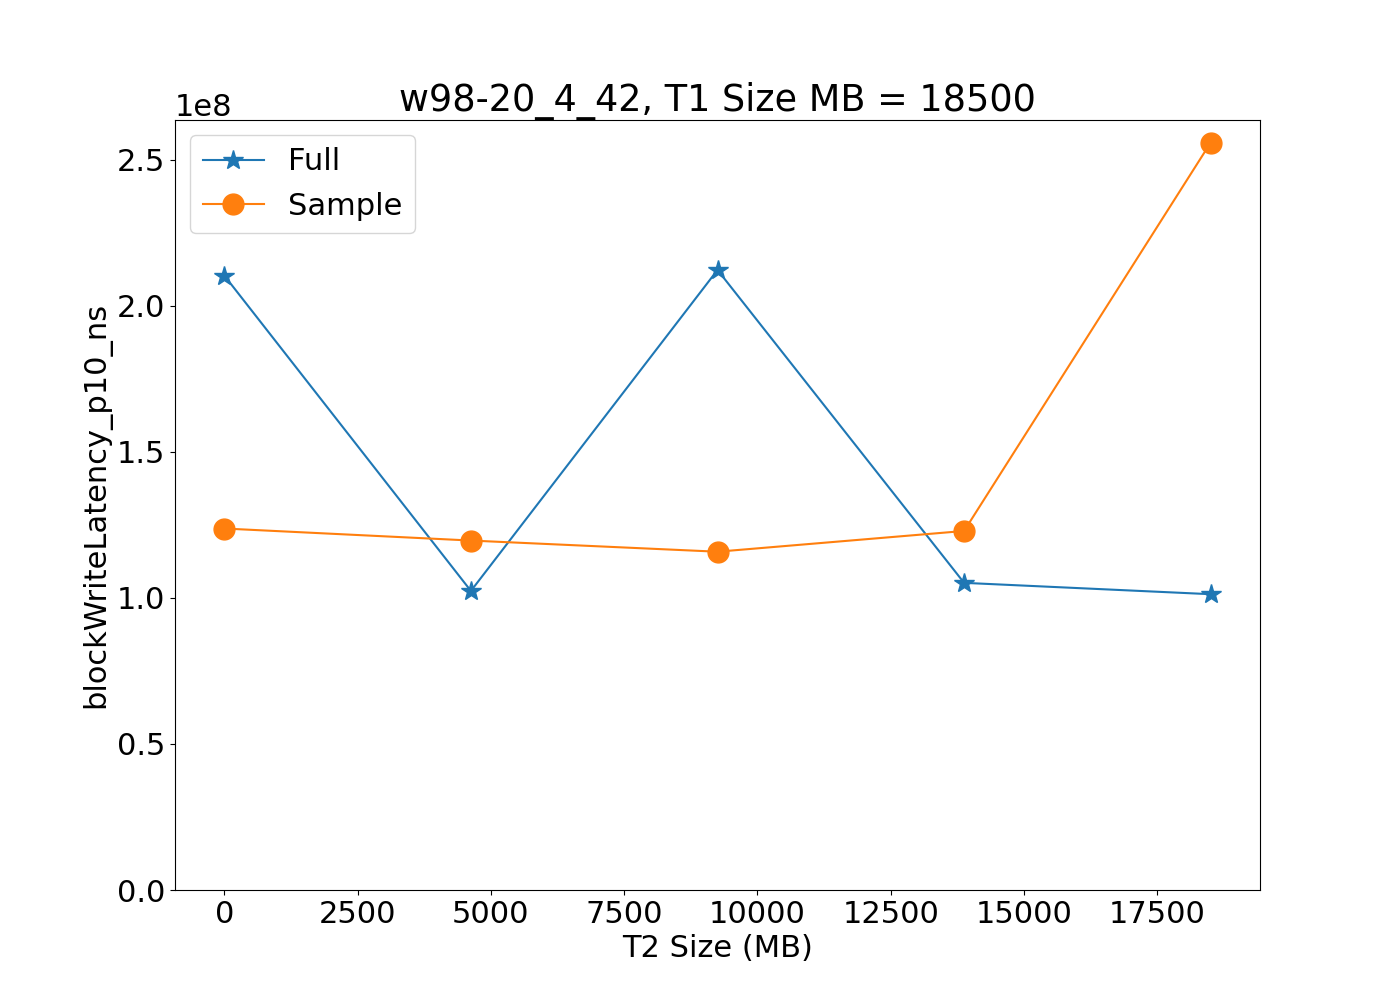 w98-20_4_42, T1 Size MB = 18500
1e8
Full
Sample
2.5
2.0
1.5
1.0
0.5
0.0
blockWriteLatency_p10_ns
0 2500 5000 7500 10000 12500 15000 17500
T2 Size (MB)